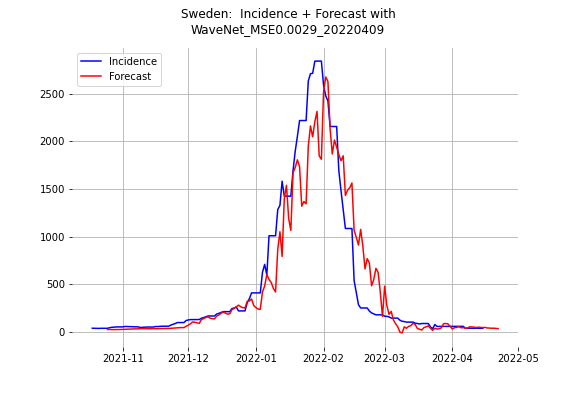 Sweden:  Incidence + Forecast with
WaveNet_MSE0.0029_20220409
Incidence
Forecast
2500
2000
1500
1000
500
0
2021-11 2021-12 2022-01 2022-02 2022-03 2022-04 2022-05